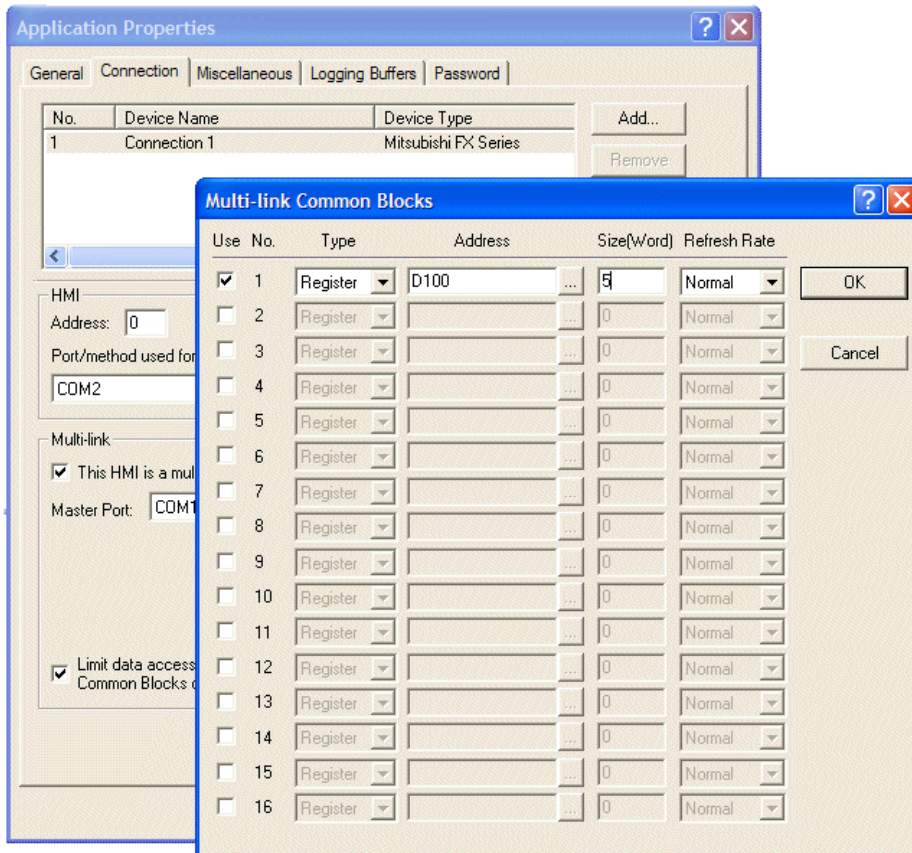 Application Properties
General Connection Miscellaneous Logging Buffers Password
No. Device Name Device Type
1 Connection 1 Mitsubishi FX Series
Add...
Remove
HMI
Address: 0
Port/method used for
COM2
Multi-link
This HMI is a mul
Master Port: COM1
Limit data access
Common Blocks
Multi-link Common Blocks
Use No. Type Address Size(Word) Refresh Rate
1 Register D100 ... 5 Normal
2 Register ... 0 Normal
3 Register ... 0 Normal
4 Register ... 0 Normal
5 Register ... 0 Normal
6 Register ... 0 Normal
7 Register ... 0 Normal
8 Register ... 0 Normal
9 Register ... 0 Normal
10 Register ... 0 Normal
11 Register ... 0 Normal
12 Register ... 0 Normal
13 Register ... 0 Normal
14 Register ... 0 Normal
15 Register ... 0 Normal
16 Register ... 0 Normal
OK
Cancel